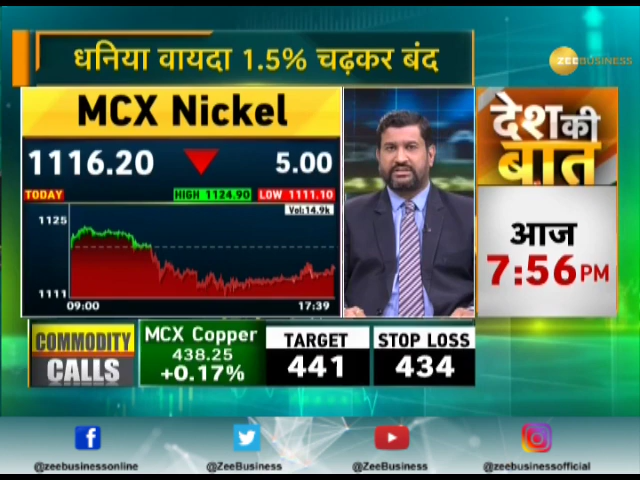 धनिया वायदा 1.5% चढ़कर बंद
ZEEBUSINESS
MCX Nickel
1116.20 ▼ 5.00
TODAY HIGH 1124.90 LOW 1111.10
Vol:14.9k
1125
1111
09:00 17:39
देश की
बात
आज
7:56 PM
COMMODITY
CALLS
MCX Copper
438.25
+0.17%
TARGET
441
STOP LOSS
434
@zeebusinessonline
@ZeeBusiness
@ZeeBusiness
@zeebusinessofficial